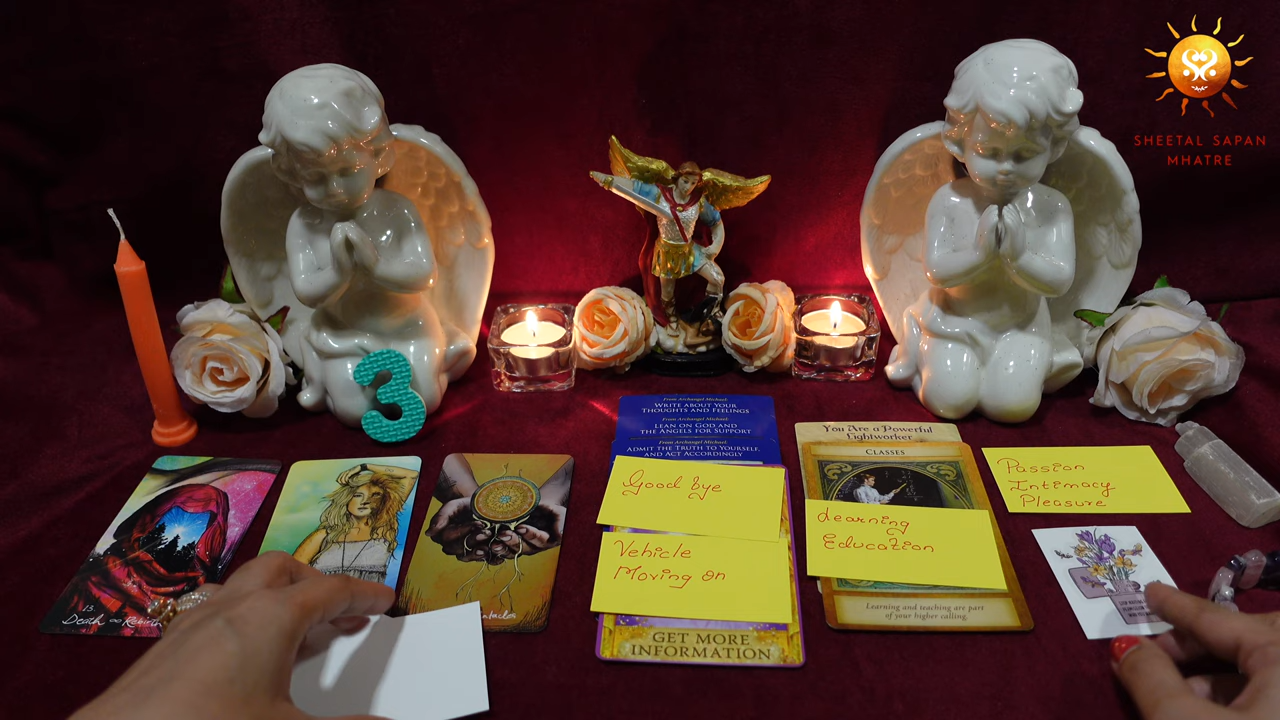 SHEETAL SAPAN
MHATRE
3
13.
Death ∞ Rebirth
From Archangel Michael:
WRITE ABOUT YOUR
THOUGHTS AND FEELINGS
From Archangel Michael:
LEAN ON GOD AND
THE ANGELS FOR SUPPORT
From Archangel Michael:
ADMIT THE TRUTH TO YOURSELF,
AND ACT ACCORDINGLY
Good bye
Vehicle
Moving on
GET MORE
INFORMATION
You Are a Powerful
Lightworker
CLASSES
Learning
Education
Learning and teaching are part
of your higher calling.
Passion
Intimacy
Pleasure